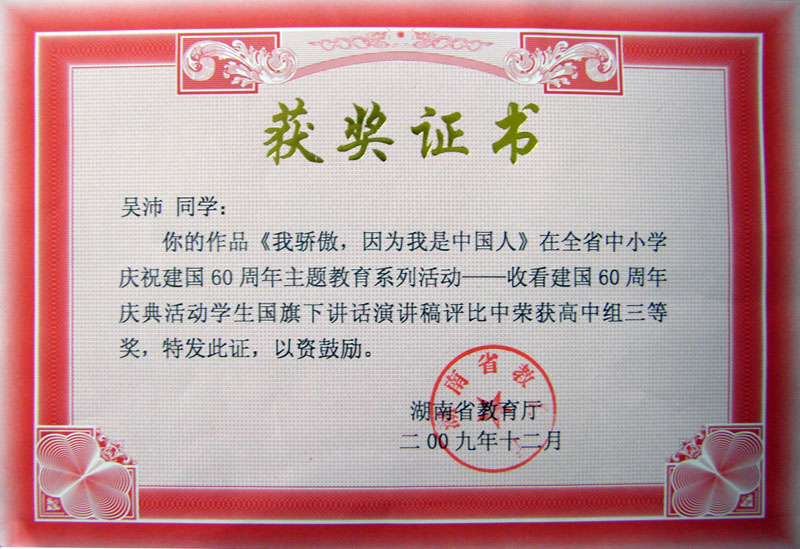 获奖证书
吴沛 同学：
你的作品《我骄傲，因为我是中国人》在全省中小学
庆祝建国60周年主题教育系列活动——收看建国60周年
庆典活动学生国旗下讲话演讲稿评比中荣获高中组三等
奖，特发此证，以资鼓励。
湖南省教
湖南省教育厅
二00九年十二月